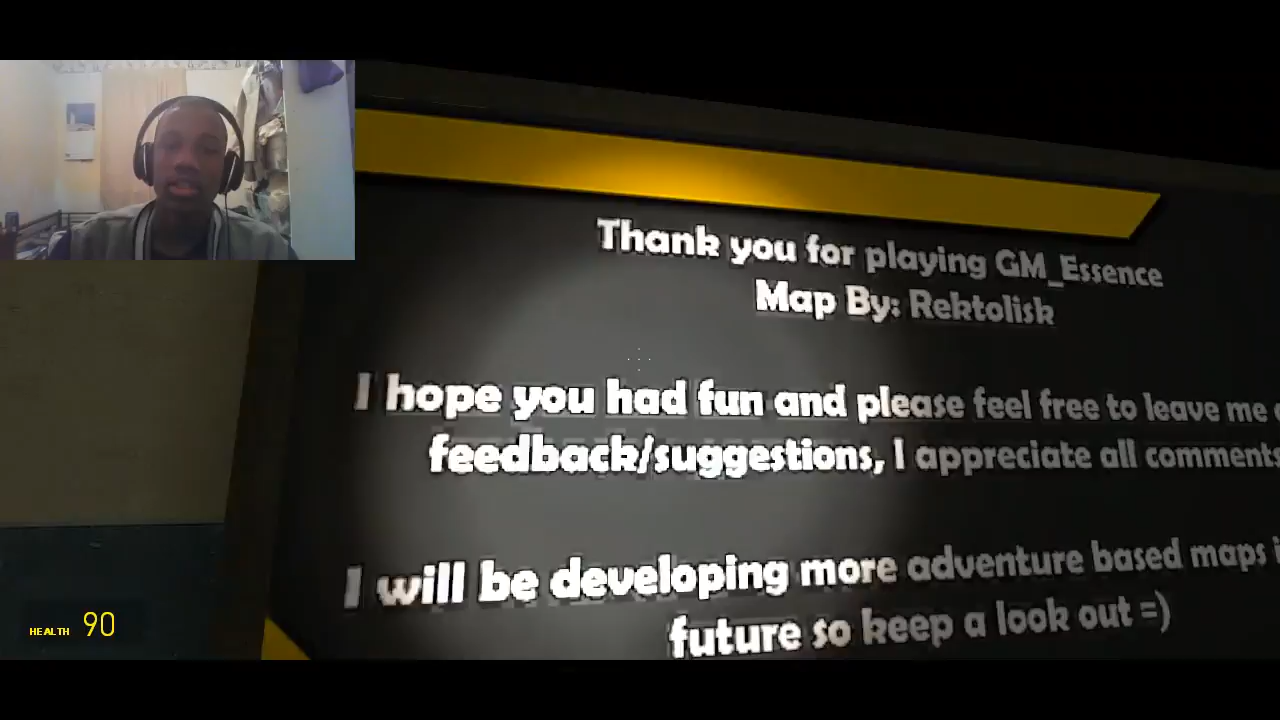 Thank you for playing GM_Essence
Map By: Rektolisk
I hope you had fun and please feel free to leave me
feedback/suggestions, I appreciate all comments
I will be developing more adventure based maps
future so keep a look out =)
HEALTH 90